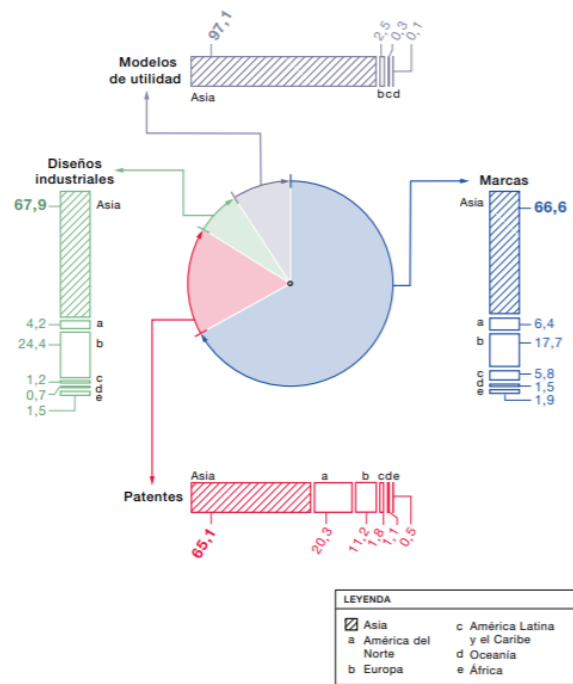 97,1
2,5
0,3
0,1
Modelos
de utilidad
Asia
b c d
Diseños
industriales
67,9
Asia
4,2
a
24,4
b
1,2
c
0,7
d
1,5
e
Marcas
Asia
66,6
a
6,4
b
17,7
c
5,8
d
1,5
e
1,9
Patentes
Asia
a
b
c d e
65,1
20,3
11,2
1,8
1,1
0,5
LEYENDA
Asia
a América del
Norte
b Europa
c América Latina
y el Caribe
d Oceanía
e África